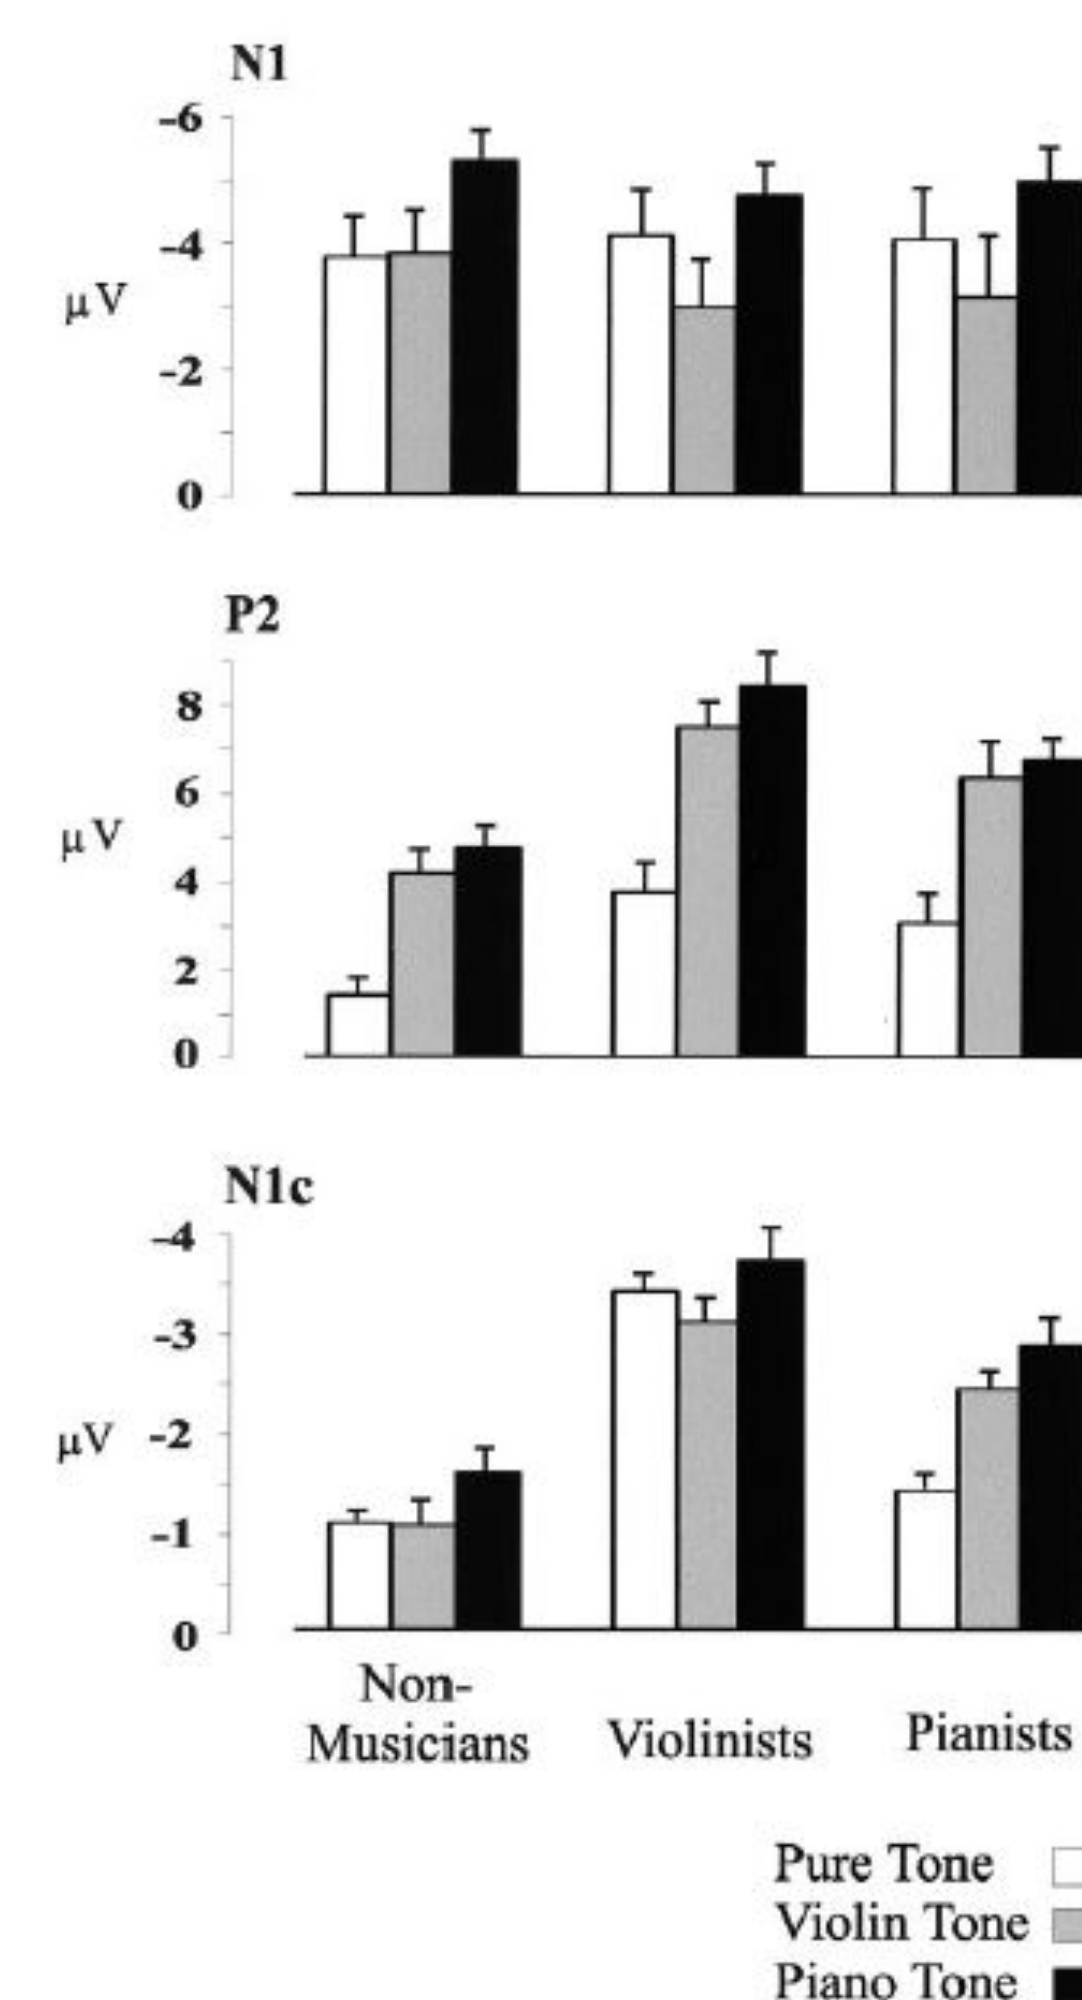 N1
-6
-4
μV
-2
0
P2
8
6
μV
4
2
0
N1c
-4
-3
μV -2
-1
0
Non-
Musicians Violinists Pianists
Pure Tone
Violin Tone
Piano Tone